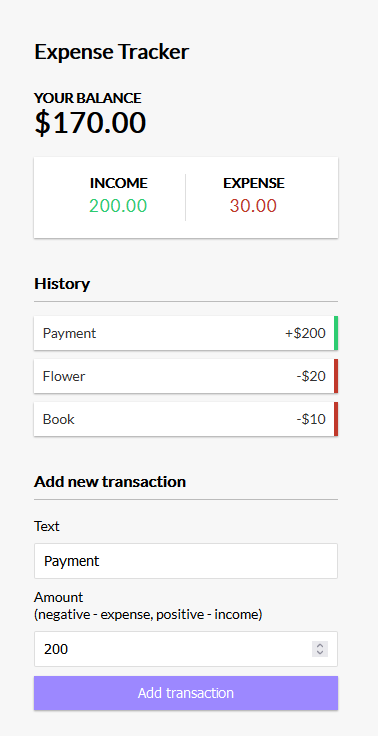 Expense Tracker
YOUR BALANCE
$170.00
INCOME EXPENSE
200.00 30.00
History
Payment +$200
Flower -$20
Book -$10
Add new transaction
Text
Payment
Amount
(negative - expense, positive - income)
200
Add transaction